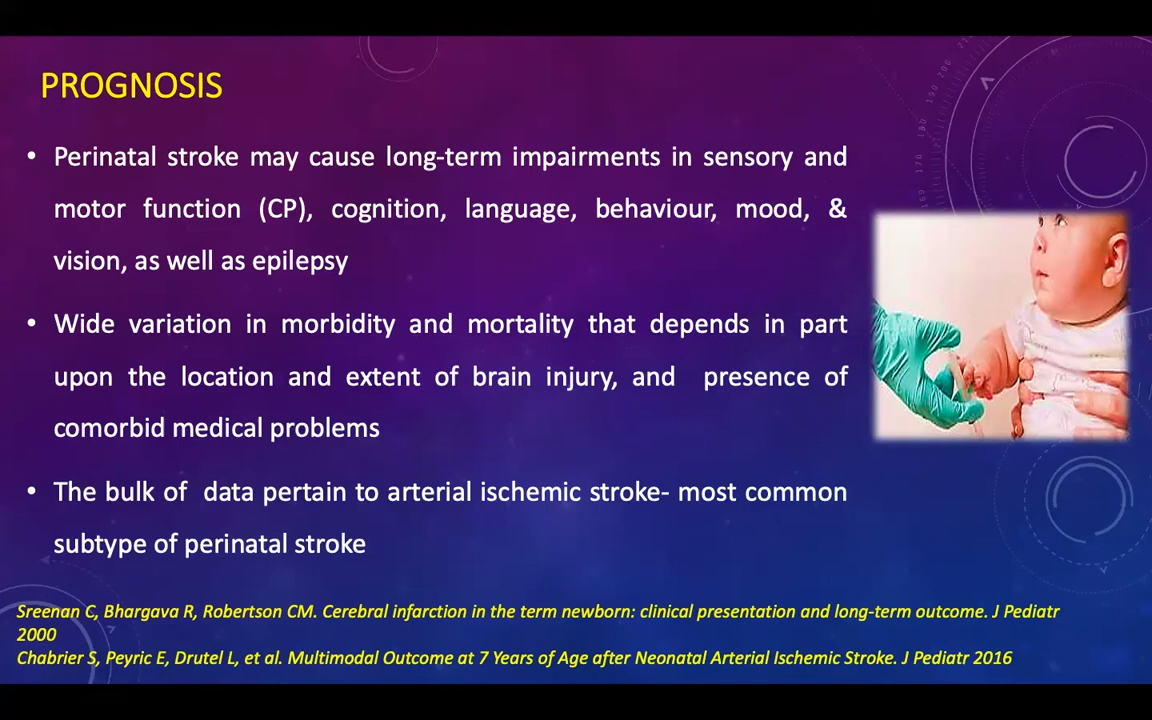 PROGNOSIS
• Perinatal stroke may cause long-term impairments in sensory and
motor function (CP), cognition, language, behaviour, mood, &
vision, as well as epilepsy
• Wide variation in morbidity and mortality that depends in part
upon the location and extent of brain injury, and presence of
comorbid medical problems
• The bulk of data pertain to arterial ischemic stroke- most common
subtype of perinatal stroke
Sreenan C, Bhargava R, Robertson CM. Cerebral infarction in the term newborn: clinical presentation and long-term outcome. J Pediatr
2000
Chabrier S, Peyric E, Drutel L, et al. Multimodal Outcome at 7 Years of Age after Neonatal Arterial Ischemic Stroke. J Pediatr 2016